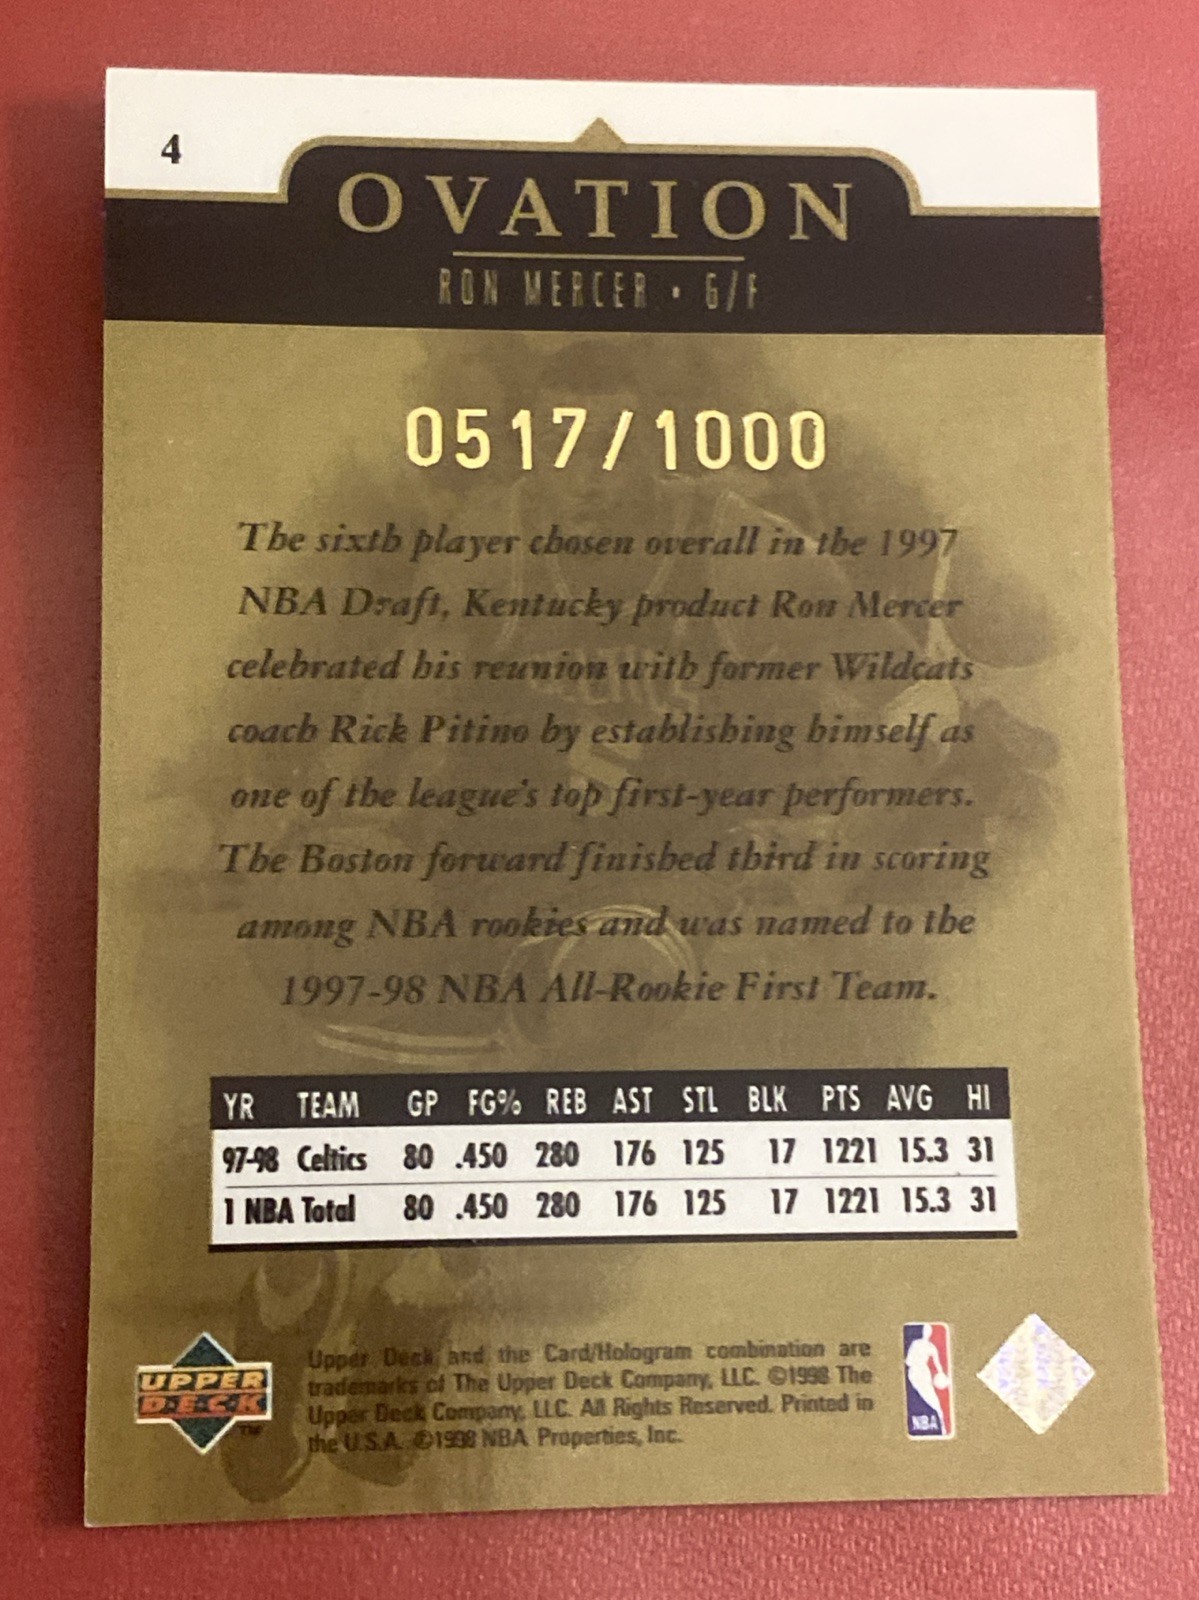 4
OVATION
RON MERCER • G/F
0517/1000
The sixth player chosen overall in the 1997
NBA Draft, Kentucky product Ron Mercer
celebrated his reunion with former Wildcats
coach Rick Pitino by establishing himself as
one of the league's top first-year performers.
The Boston forward finished third in scoring
among NBA rookies and was named to the
1997-98 NBA All-Rookie First Team.
YR TEAM GP FG% REB AST STL BLK PTS AVG HI
97-98 Celtics 80 .450 280 176 125 17 1221 15.3 31
1 NBA Total 80 .450 280 176 125 17 1221 15.3 31
UPPER
DECK
TM
Upper Deck and the Card/Hologram combination are
trademarks of The Upper Deck Company, LLC. ©1998 The
Upper Deck Company, LLC. All Rights Reserved. Printed in
the U.S.A. ©1998 NBA Properties, Inc.
NBA